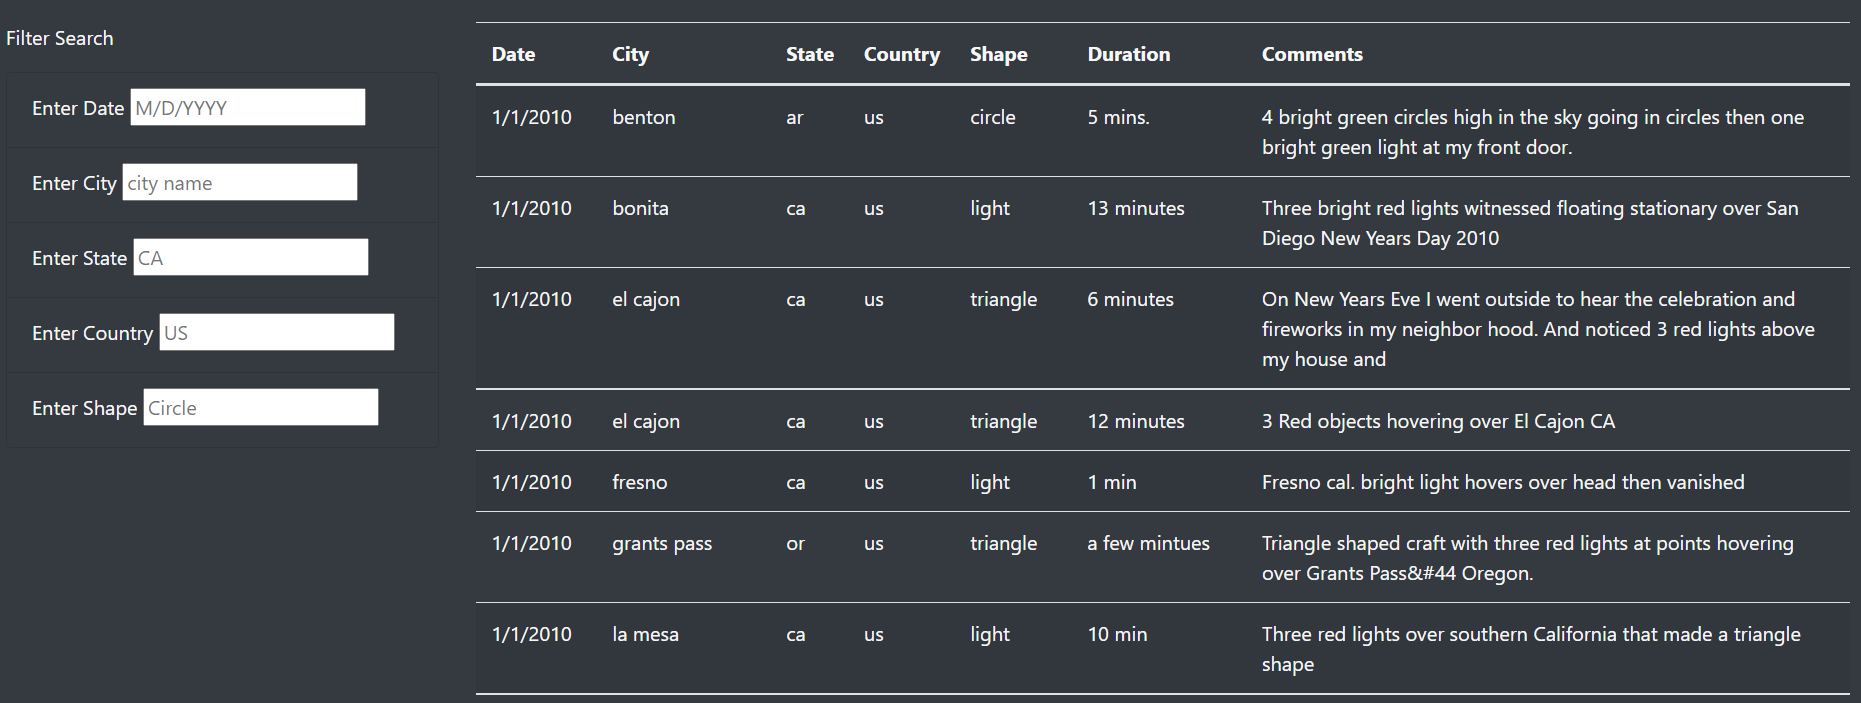 Filter Search
Enter Date M/D/YYYY
Enter City city name
Enter State CA
Enter Country US
Enter Shape Circle
Date City State Country Shape Duration Comments
1/1/2010 benton ar us circle 5 mins. 4 bright green circles high in the sky going in circles then one
bright green light at my front door.
1/1/2010 bonita ca us light 13 minutes Three bright red lights witnessed floating stationary over San
Diego New Years Day 2010
1/1/2010 el cajon ca us triangle 6 minutes On New Years Eve I went outside to hear the celebration and
fireworks in my neighbor hood. And noticed 3 red lights above
my house and
1/1/2010 el cajon ca us triangle 12 minutes 3 Red objects hovering over El Cajon CA
1/1/2010 fresno ca us light 1 min Fresno cal. bright light hovers over head then vanished
1/1/2010 grants pass or us triangle a few mintues Triangle shaped craft with three red lights at points hovering
over Grants Pass&#44 Oregon.
1/1/2010 la mesa ca us light 10 min Three red lights over southern California that made a triangle
shape